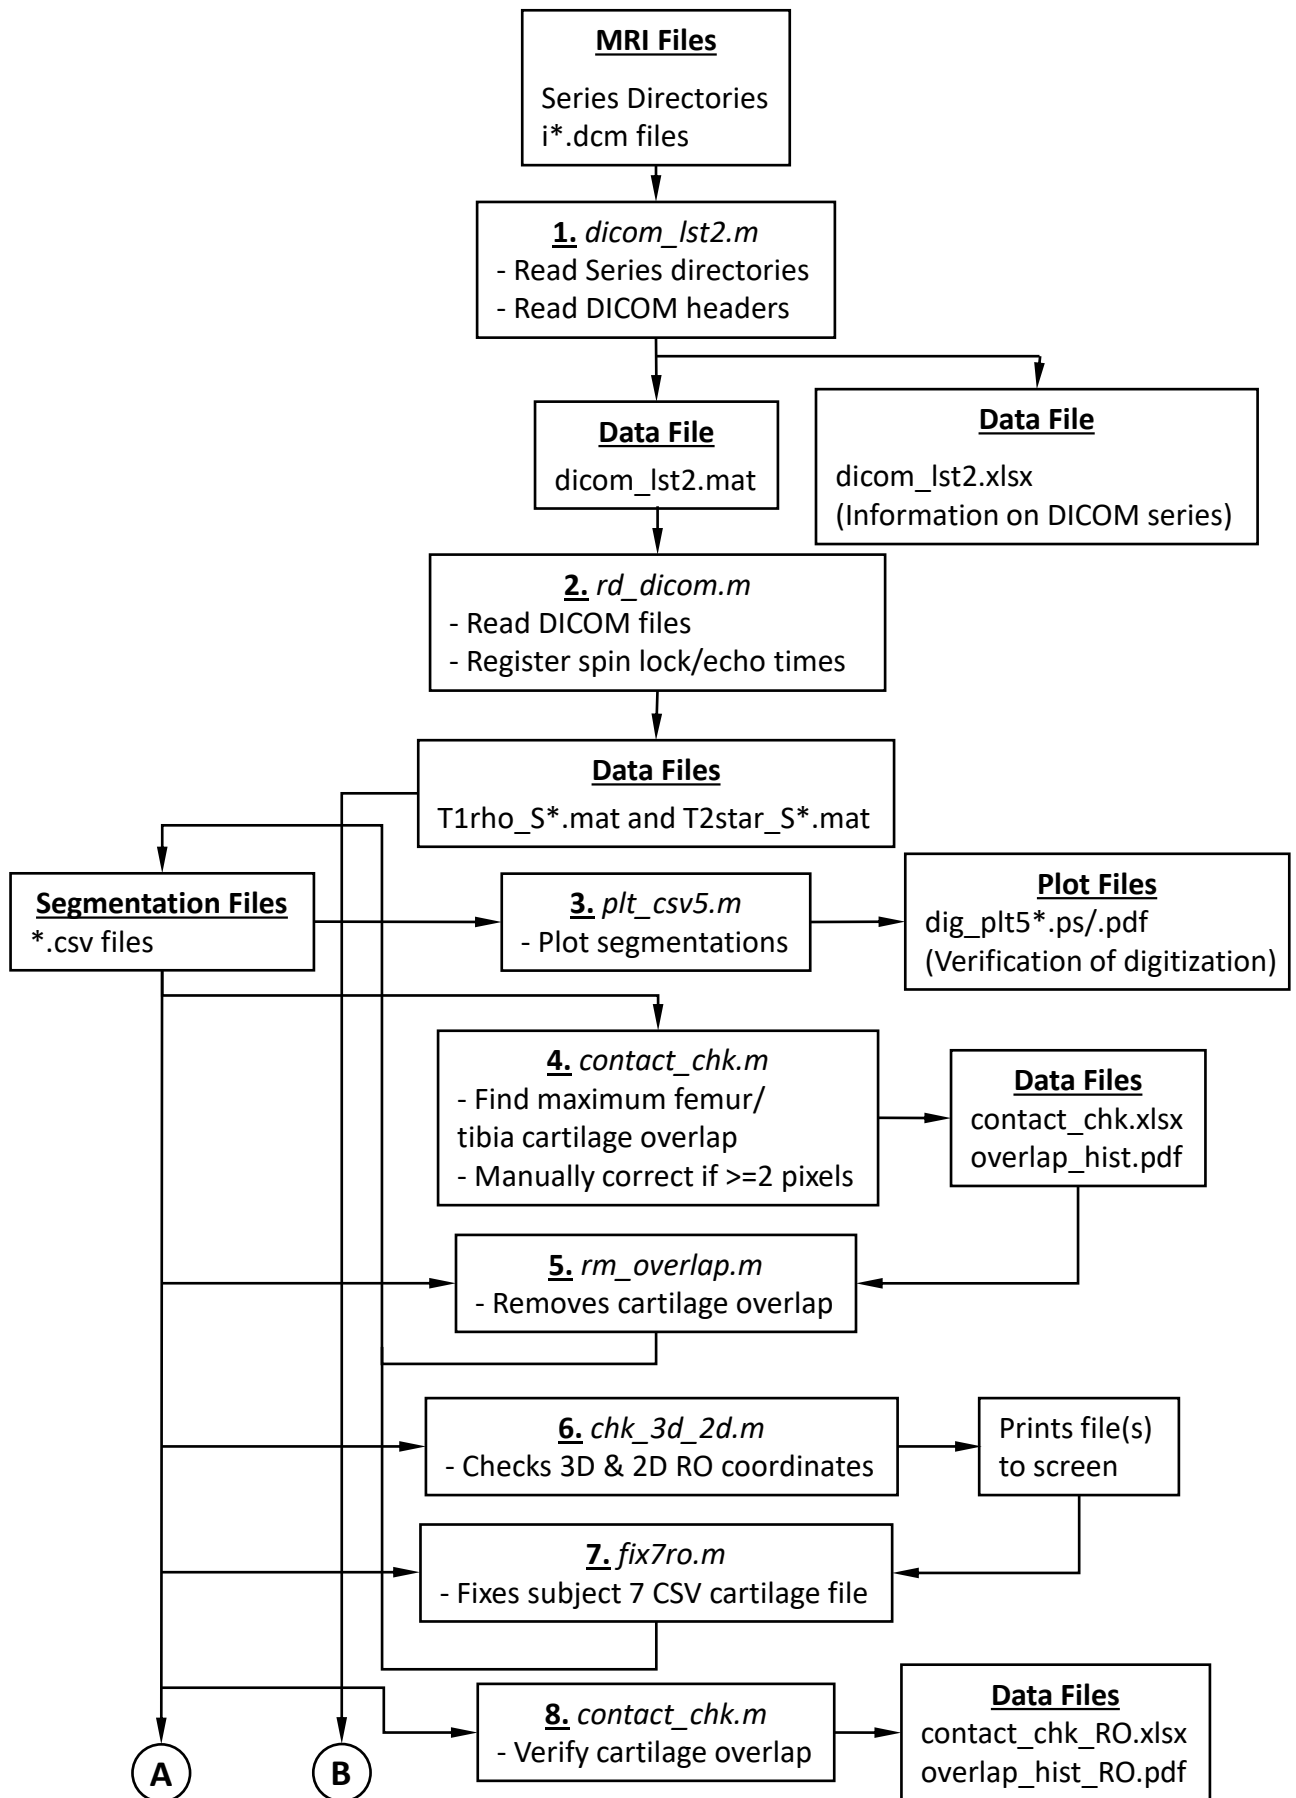 MRI Files
Series Directories
i*.dcm files
1. dicom_lst2.m
- Read Series directories
- Read DICOM headers
Data File
dicom_lst2.mat
Data File
dicom_lst2.xlsx
(Information on DICOM series)
2. rd_dicom.m
- Read DICOM files
- Register spin lock/echo times
Data Files
T1rho_S*.mat and T2star_S*.mat
Segmentation Files
*.csv files
3. plt_csv5.m
- Plot segmentations
Plot Files
dig_plt5*.ps/.pdf
(Verification of digitization)
4. contact_chk.m
- Find maximum femur/
tibia cartilage overlap
- Manually correct if >=2 pixels
Data Files
contact_chk.xlsx
overlap_hist.pdf
5. rm_overlap.m
- Removes cartilage overlap
6. chk_3d_2d.m
- Checks 3D & 2D RO coordinates
Prints file(s)
to screen
7. fix7ro.m
- Fixes subject 7 CSV cartilage file
8. contact_chk.m
- Verify cartilage overlap
Data Files
contact_chk_RO.xlsx
overlap_hist_RO.pdf
A
B